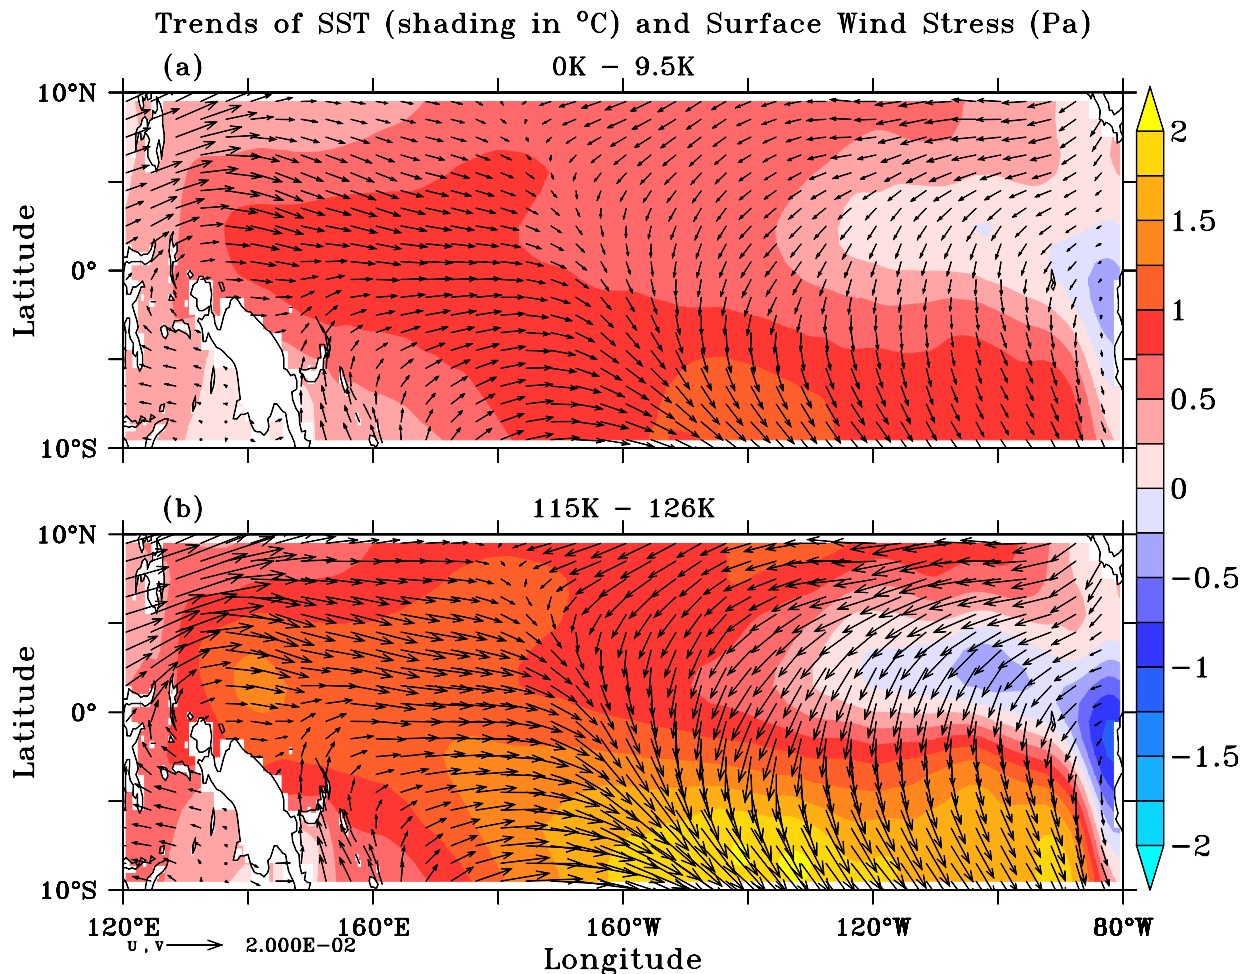 Trends of SST (shading in °C) and Surface Wind Stress (Pa)
(a) 0K – 9.5K
10°N
0°
10°S
Latitude
(b) 115K – 126K
10°N
0°
10°S
Latitude
120°E 160°E 160°W 120°W 80°W
U,V 2.000E–02
Longitude
2
1.5
1
0.5
0
−0.5
−1
−1.5
−2